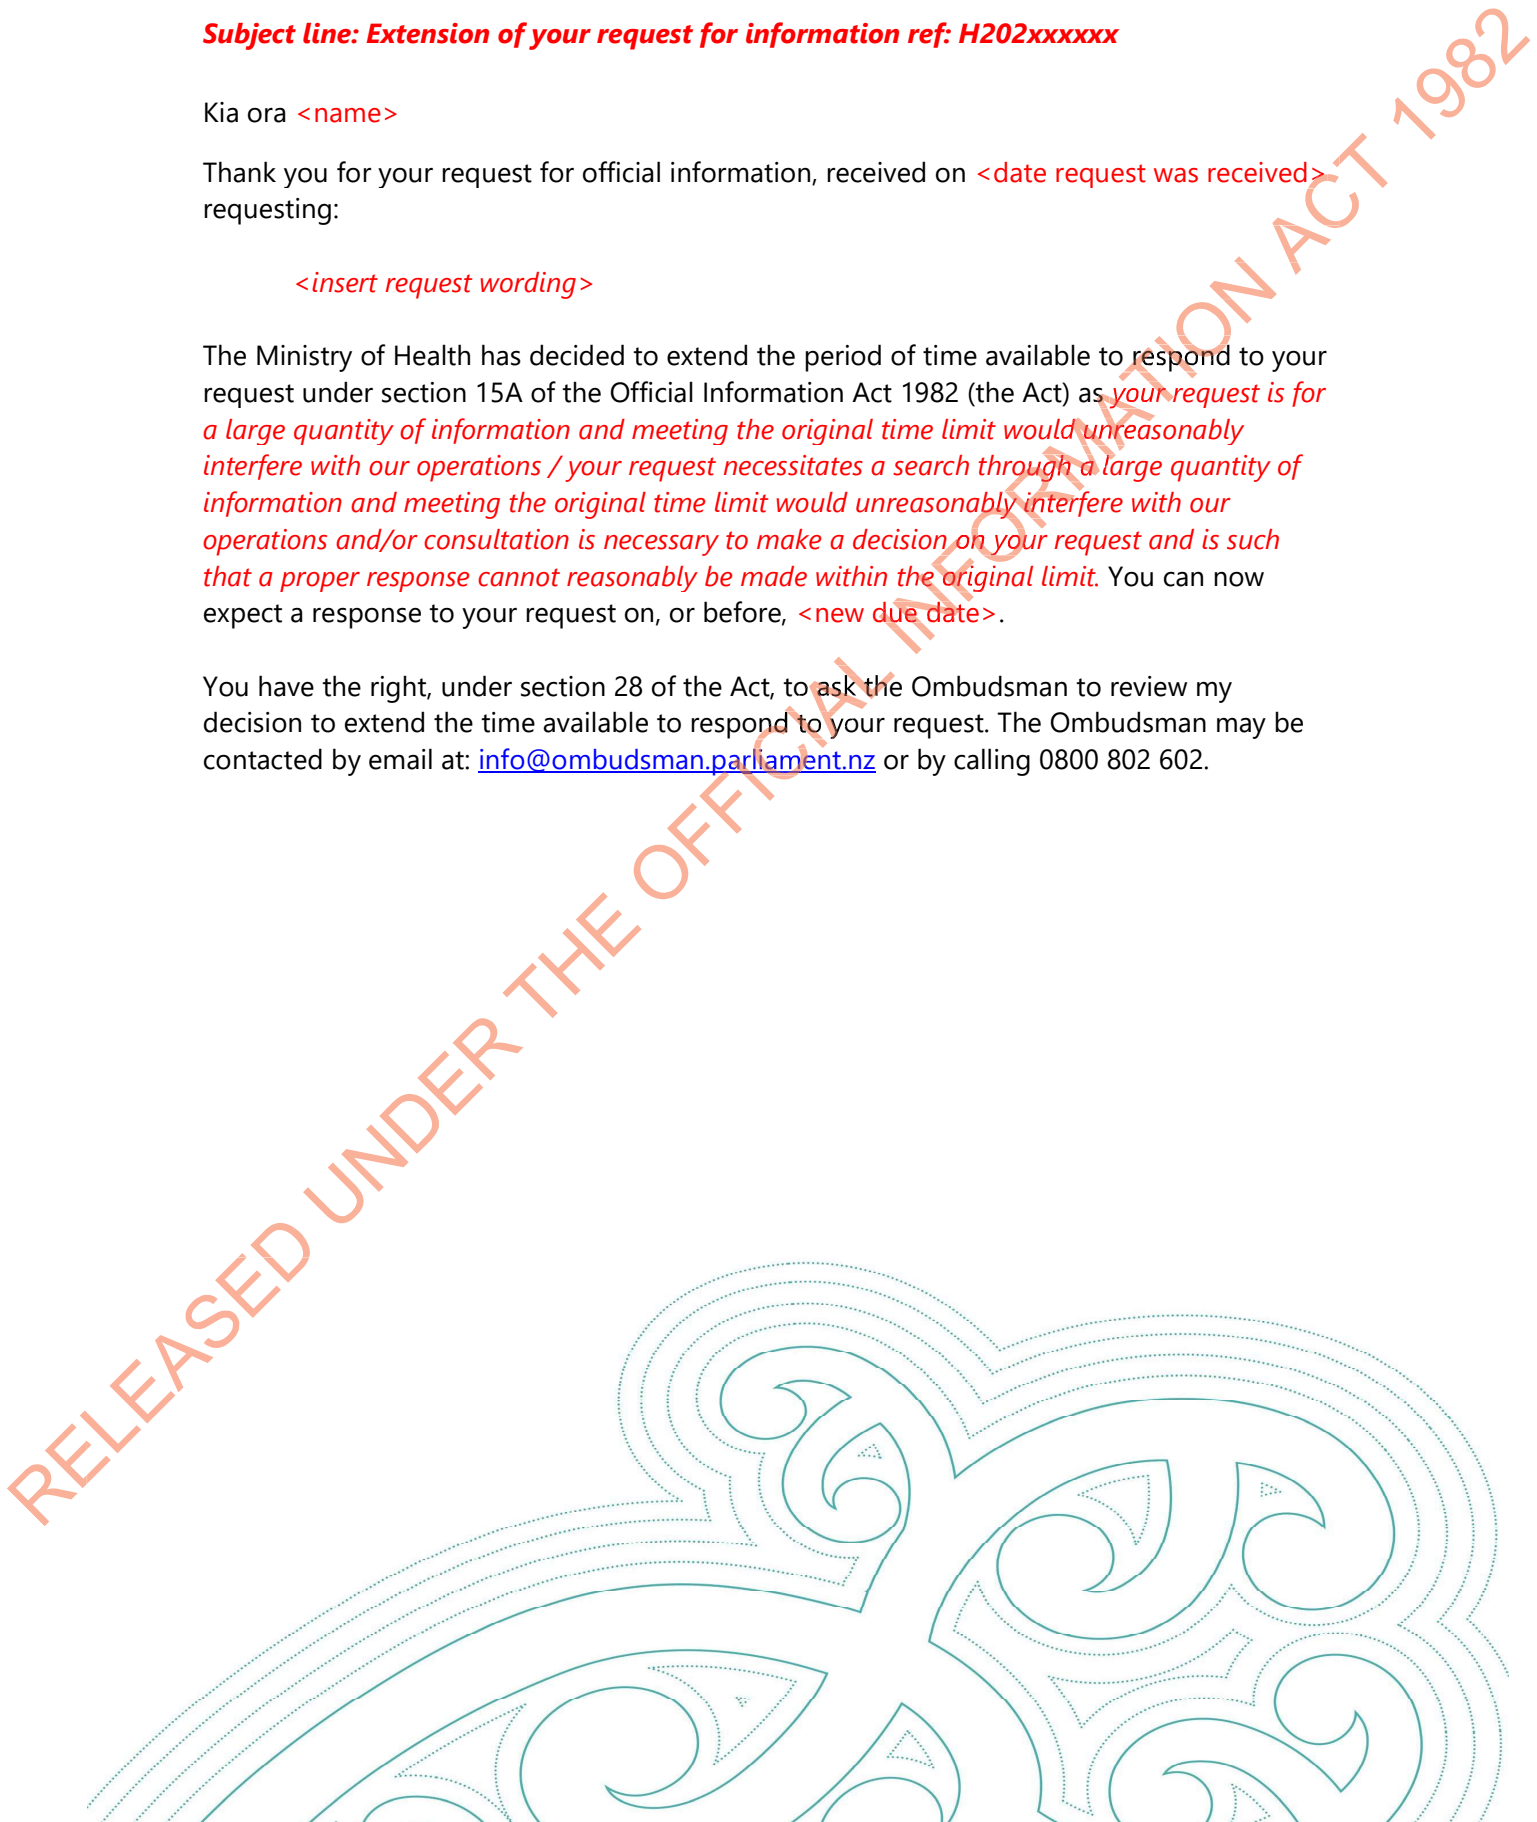 Subject line: Extension of your request for information ref: H202xxxxxx
Kia ora <name>
Thank you for your request for official information, received on <date request was received>
requesting:
<insert request wording>
The Ministry of Health has decided to extend the period of time available to respond to your
request under section 15A of the Official Information Act 1982 (the Act) as your request is for
a large quantity of information and meeting the original time limit would unreasonably
interfere with our operations / your request necessitates a search through a large quantity of
information and meeting the original time limit would unreasonably interfere with our
operations and/or consultation is necessary to make a decision on your request and is such
that a proper response cannot reasonably be made within the original limit. You can now
expect a response to your request on, or before, <new due date>.
You have the right, under section 28 of the Act, to ask the Ombudsman to review my
decision to extend the time available to respond to your request. The Ombudsman may be
contacted by email at: info@ombudsman.parliament.nz or by calling 0800 802 602.
RELEASED UNDER THE OFFICIAL INFORMATION ACT 1982